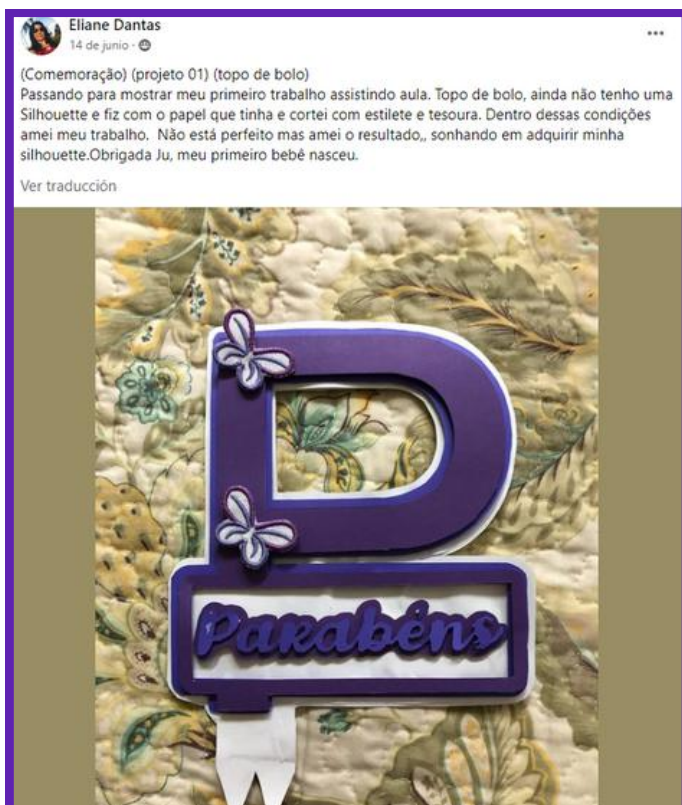 Eliane Dantas
14 de junio ·
(Comemoração) (projeto 01) (topo de bolo)
Passando para mostrar meu primeiro trabalho assistindo aula. Topo de bolo, ainda não tenho uma
Silhouette e fiz com o papel que tinha e cortei com estilete e tesoura. Dentro dessas condições
amei meu trabalho.  Não está perfeito mas amei o resultado,, sonhando em adquirir minha
silhouette.Obrigada Ju, meu primeiro bebê nasceu.
Ver traducción
D
Parabéns